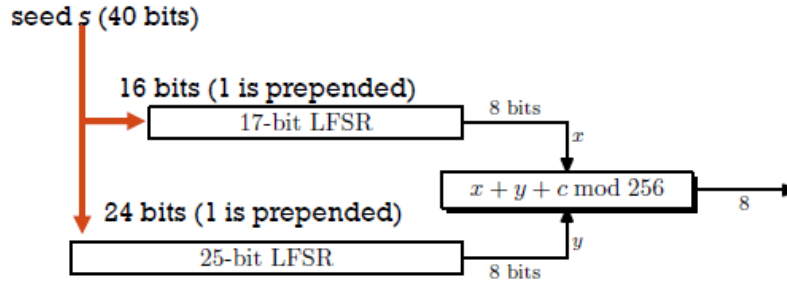 seed s (40 bits)
16 bits (1 is prepended)
8 bits
17-bit LFSR
x
x + y + c mod 256
8
24 bits (1 is prepended)
y
25-bit LFSR
8 bits